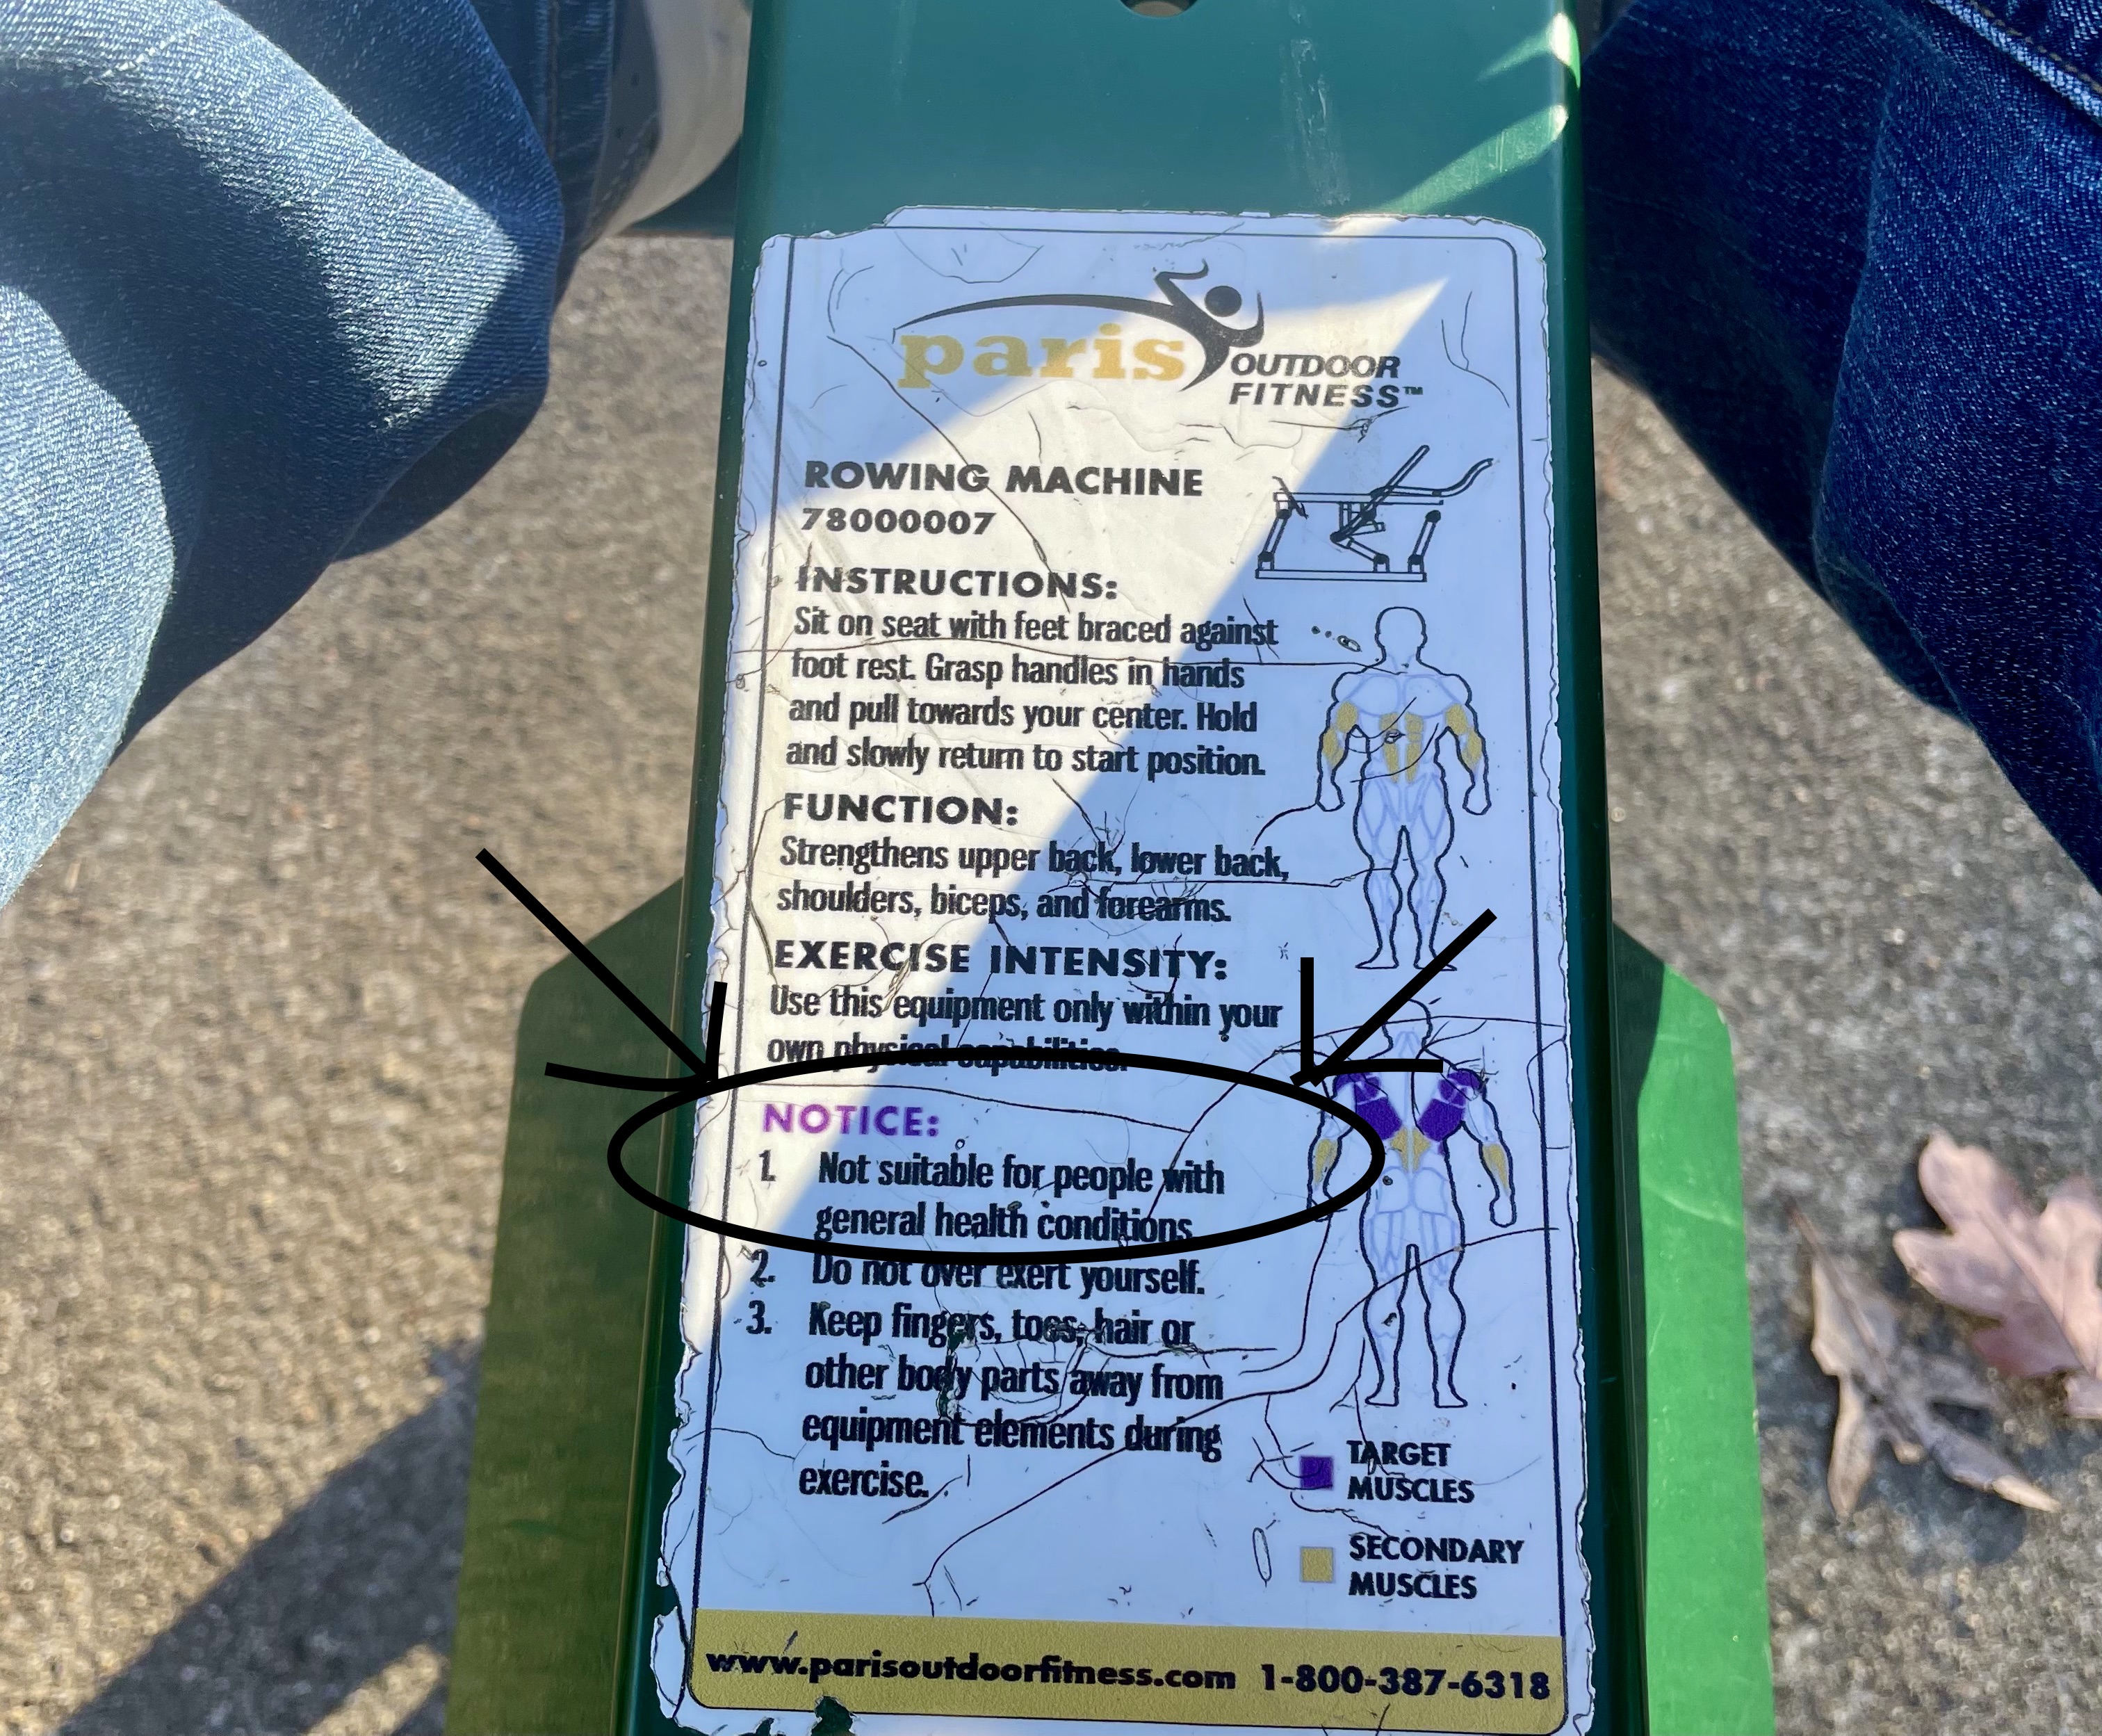 paris OUTDOOR
FITNESS™
ROWING MACHINE
78000007
INSTRUCTIONS:
Sit on seat with feet braced against
foot rest. Grasp handles in hands
and pull towards your center. Hold
and slowly return to start position.
FUNCTION:
Strengthens upper back, lower back,
shoulders, biceps, and forearms.
EXERCISE INTENSITY:
Use this equipment only within your
own physical capabilities.
NOTICE:
1. Not suitable for people with
general health conditions.
2. Do not over exert yourself.
3. Keep fingers, toes, hair or
other body parts away from
equipment elements during
exercise.
TARGET
MUSCLES
SECONDARY
MUSCLES
www.parisoutdoorfitness.com 1-800-387-6318